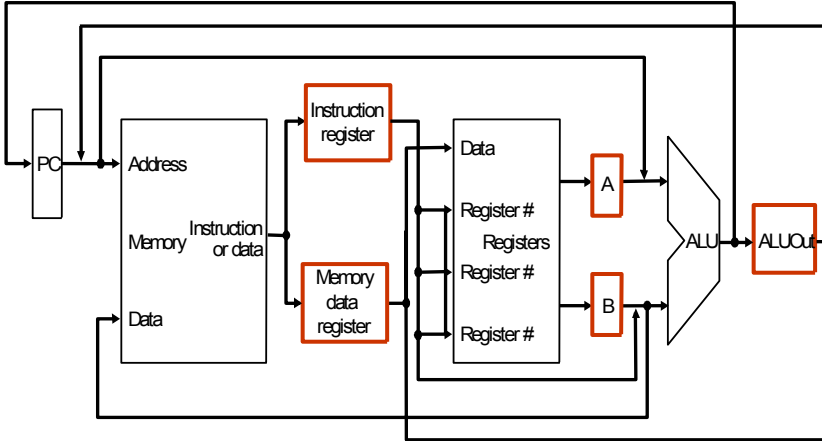 PC
Address
Memory
Instruction
or data
Data
Instruction
register
Memory
data
register
Data
Register #
Registers
Register #
Register #
A
B
ALU
ALUOut